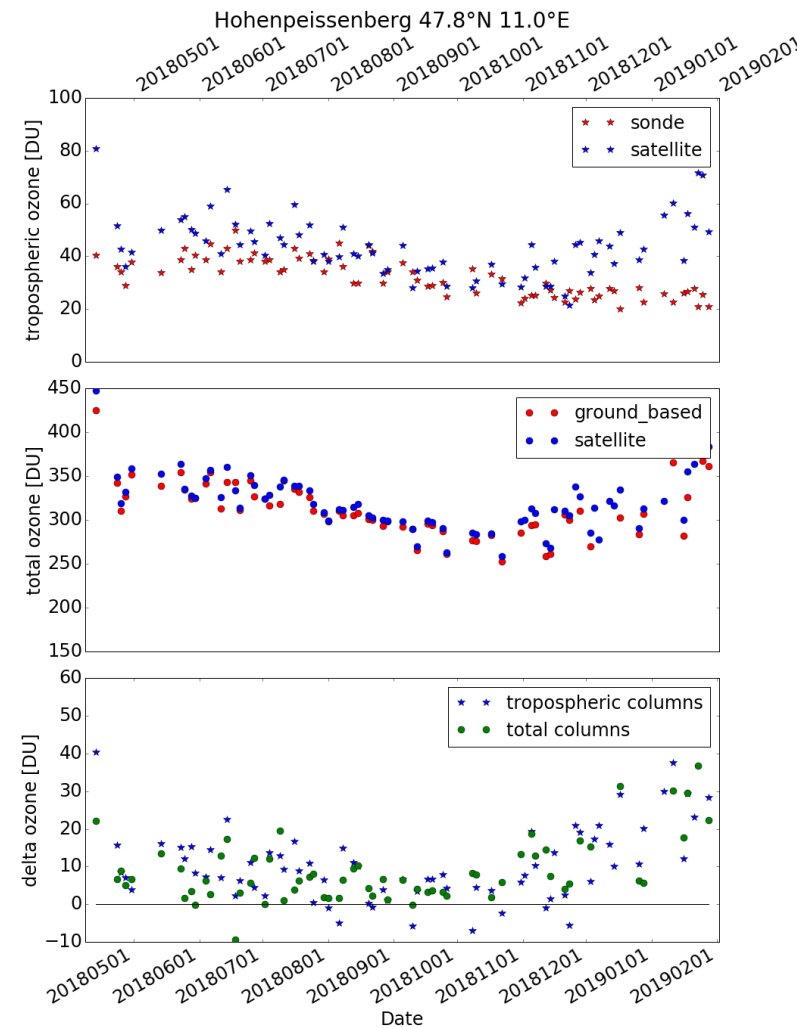 Hohenpeissenberg 47.8°N 11.0°E
20180501 20180601 20180701 20180801 20180901 20181001 20181101 20181201 20190101 20190201
100
80
60
40
20
0
tropospheric ozone [DU]
sonde
satellite
450
400
350
300
250
200
150
total ozone [DU]
ground_based
satellite
60
50
40
30
20
10
0
−10
delta ozone [DU]
tropospheric columns
total columns
20180501 20180601 20180701 20180801 20180901 20181001 20181101 20181201 20190101 20190201
Date